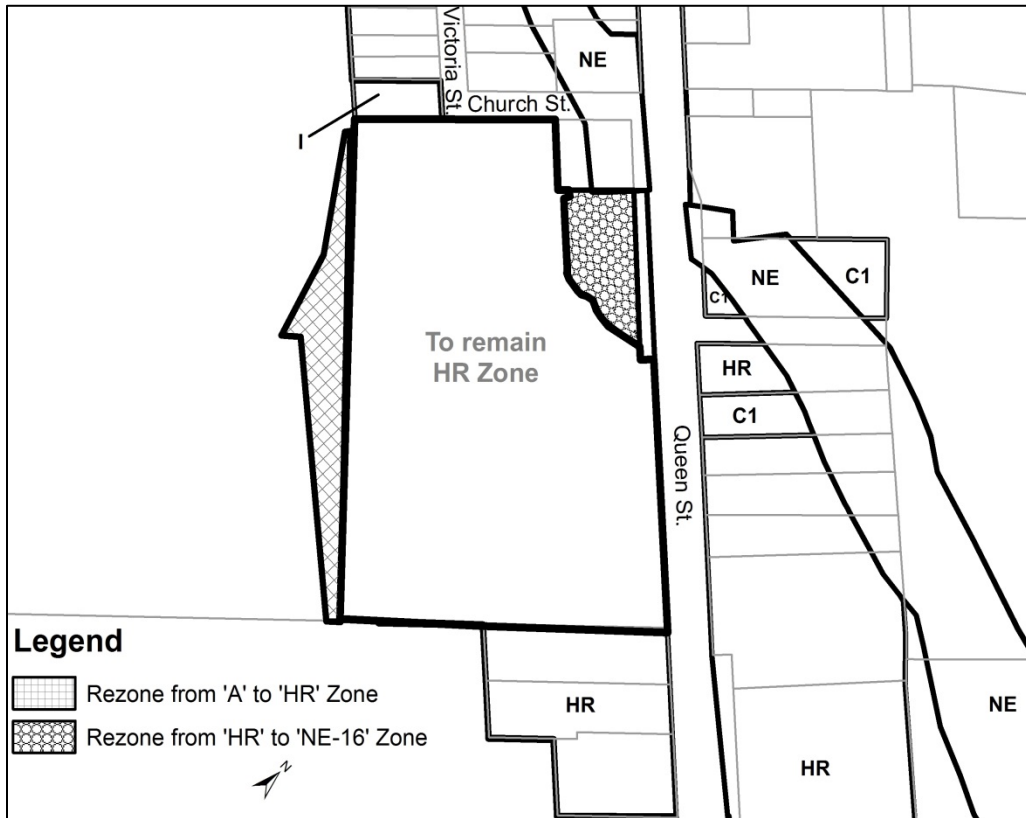 Victoria St.
NE
Church St.
I
NE
C1
C1
To remain
HR Zone
HR
C1
Queen St.
Legend
Rezone from 'A' to 'HR' Zone
Rezone from 'HR' to 'NE-16' Zone
N
HR
NE
HR